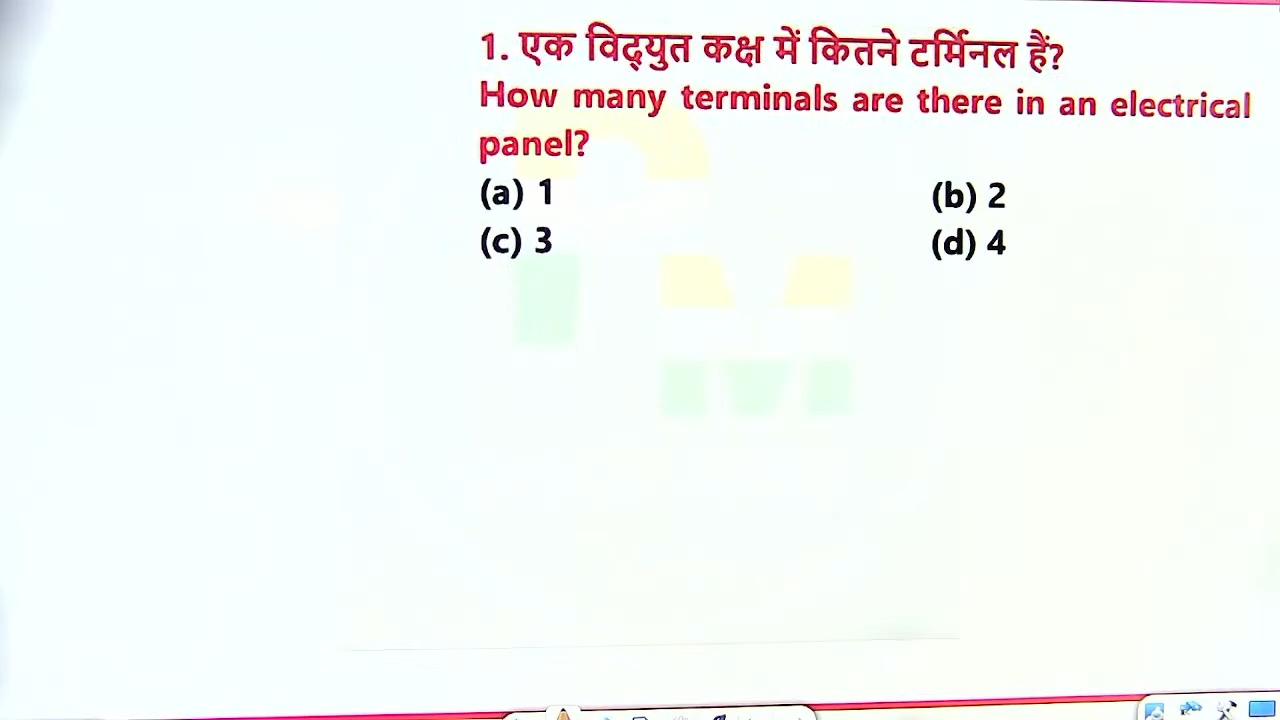 1. एक विद्युत कक्ष में कितने टर्मिनल हैं?
How many terminals are there in an electrical
panel?
(a) 1 (b) 2
(c) 3 (d) 4